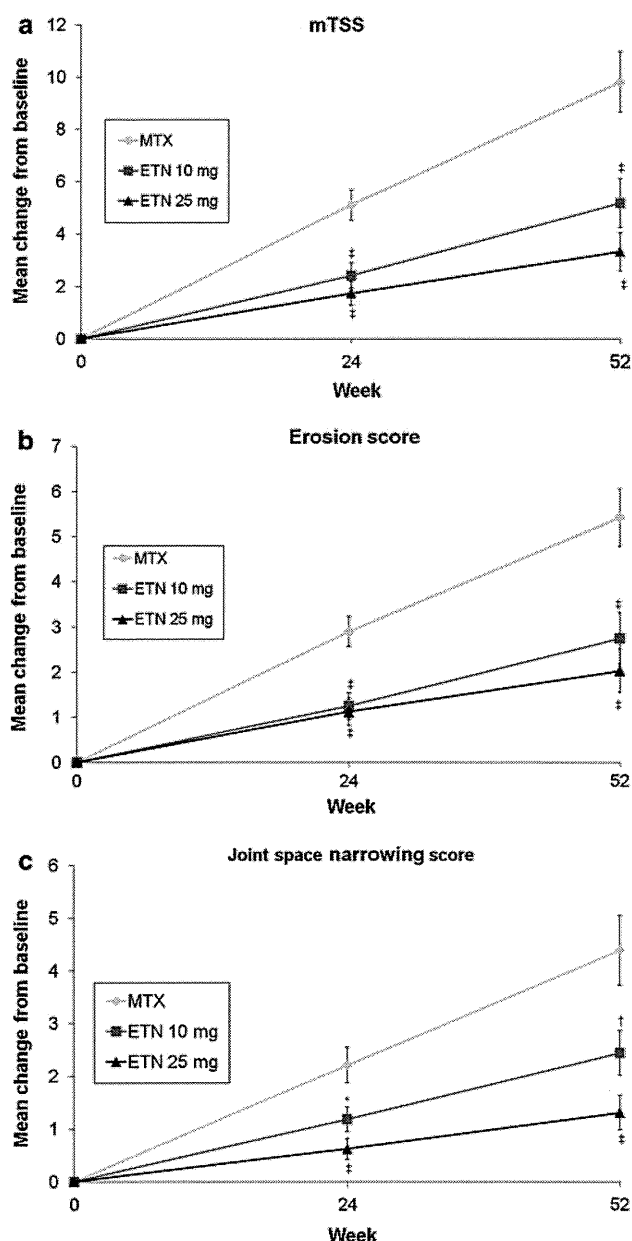 a
mTSS
12
10
8
6
4
2
0
Mean change from baseline
MTX
ETN 10 mg
ETN 25 mg
‡
‡
‡
‡
0 24 52
Week
b
Erosion score
7
6
5
4
3
2
1
0
Mean change from baseline
MTX
ETN 10 mg
ETN 25 mg
‡
‡
‡
‡
0 24 52
Week
c
Joint space narrowing score
6
5
4
3
2
1
0
Mean change from baseline
MTX
ETN 10 mg
ETN 25 mg
*
†
‡
‡
0 24 52
Week